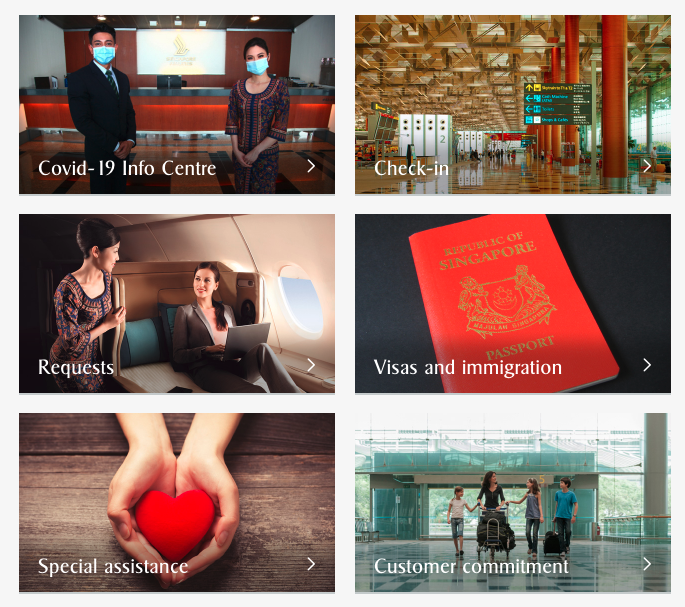 Covid-19 Info Centre
Check-in
2
Requests
REPUBLIC OF
SINGAPORE
MAJULAH SINGAPURA
PASSPORT
Visas and immigration
Special assistance
Customer commitment